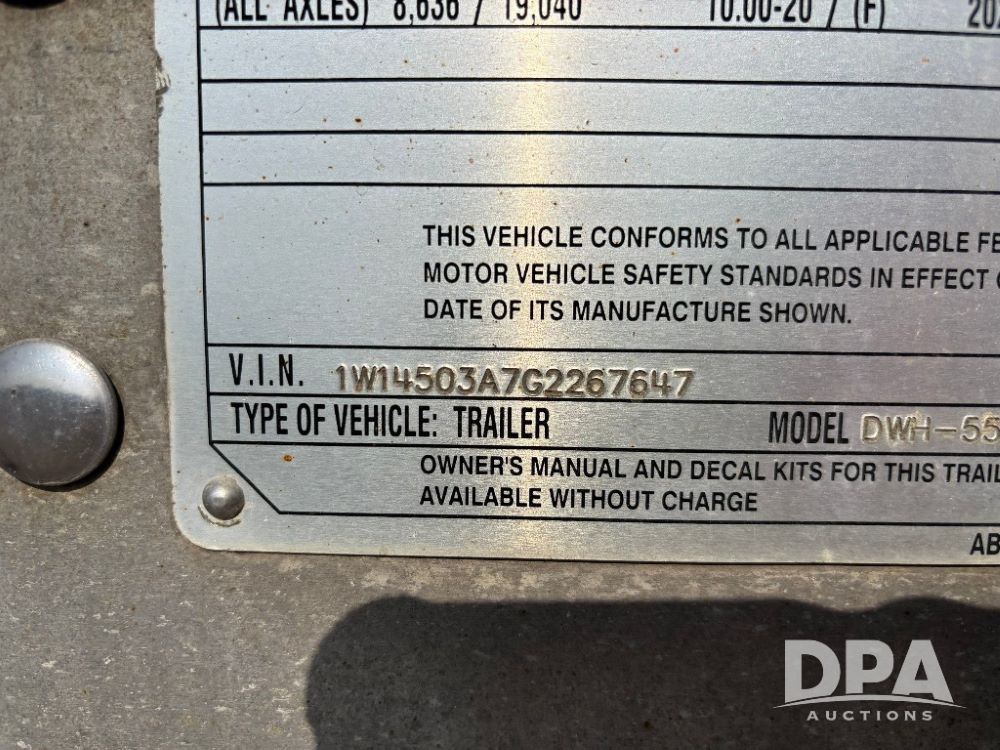 (ALL AXLES) 8,636 / 19,040 10.00-20 / (F)
THIS VEHICLE CONFORMS TO ALL APPLICABLE
MOTOR VEHICLE SAFETY STANDARDS IN EFFECT
DATE OF ITS MANUFACTURE SHOWN.
V.I.N. 1W14503A7G2267647
TYPE OF VEHICLE: TRAILER MODEL DWH-55
OWNER'S MANUAL AND DECAL KITS FOR THIS
AVAILABLE WITHOUT CHARGE
DPA
AUCTIONS